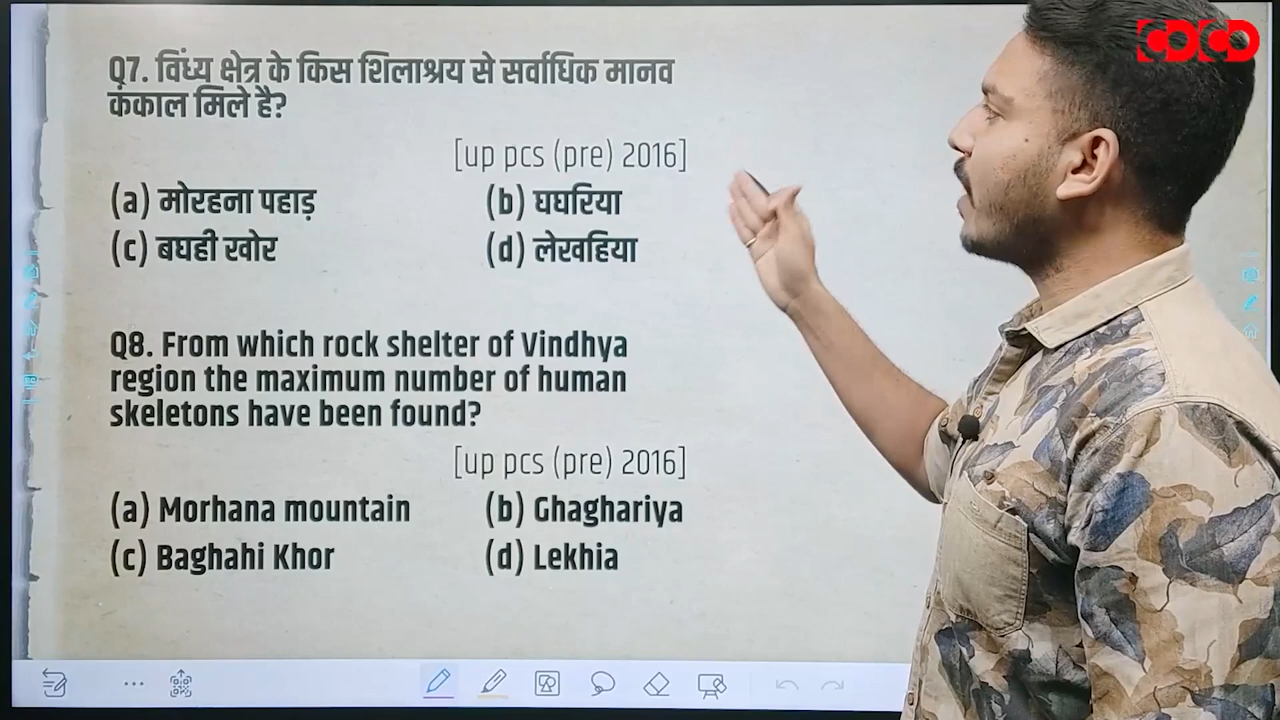 Q7. विंध्य क्षेत्र के किस शिलाश्रय से सर्वाधिक मानव
कंकाल मिले है?
[up pcs (pre) 2016]
(a) मोरहना पहाड़ (b) घघरिया
(c) बघही खोर (d) लेखहिया
Q8. From which rock shelter of Vindhya
region the maximum number of human
skeletons have been found?
[up pcs (pre) 2016]
(a) Morhana mountain (b) Ghaghariya
(c) Baghahi Khor (d) Lekhia